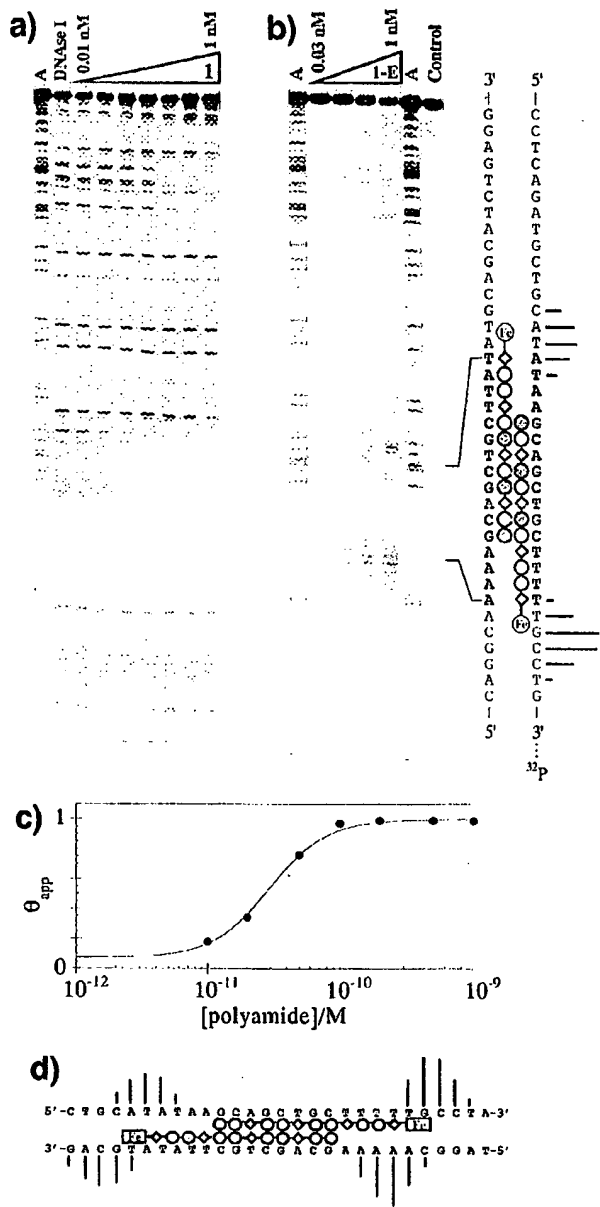 a)
A
DNAse I
0.01 nM
1 nM
1
b)
A
0.03 nM
1 nM
1-E
A
Control
3'
G G A G T C T A C G A C G T A T A T T C G T C G A C G A A A A A C G G A C
5'
5'
C C T C A G A T G C T G C A T A T A A G C A G C T G C T T T T T G C C T G
3'
32P
Fe
Fe
c)
1
θapp
0
10-12
10-11
10-10
10-9
[polyamide]/M
d)
5'-C T G C A T A T A A G C A G C T G C T T T T T G C C T A-3'
Fe
Fe
3'-G A C G T A T A T T C G T C G A C G A A A A A C G G A T-5'